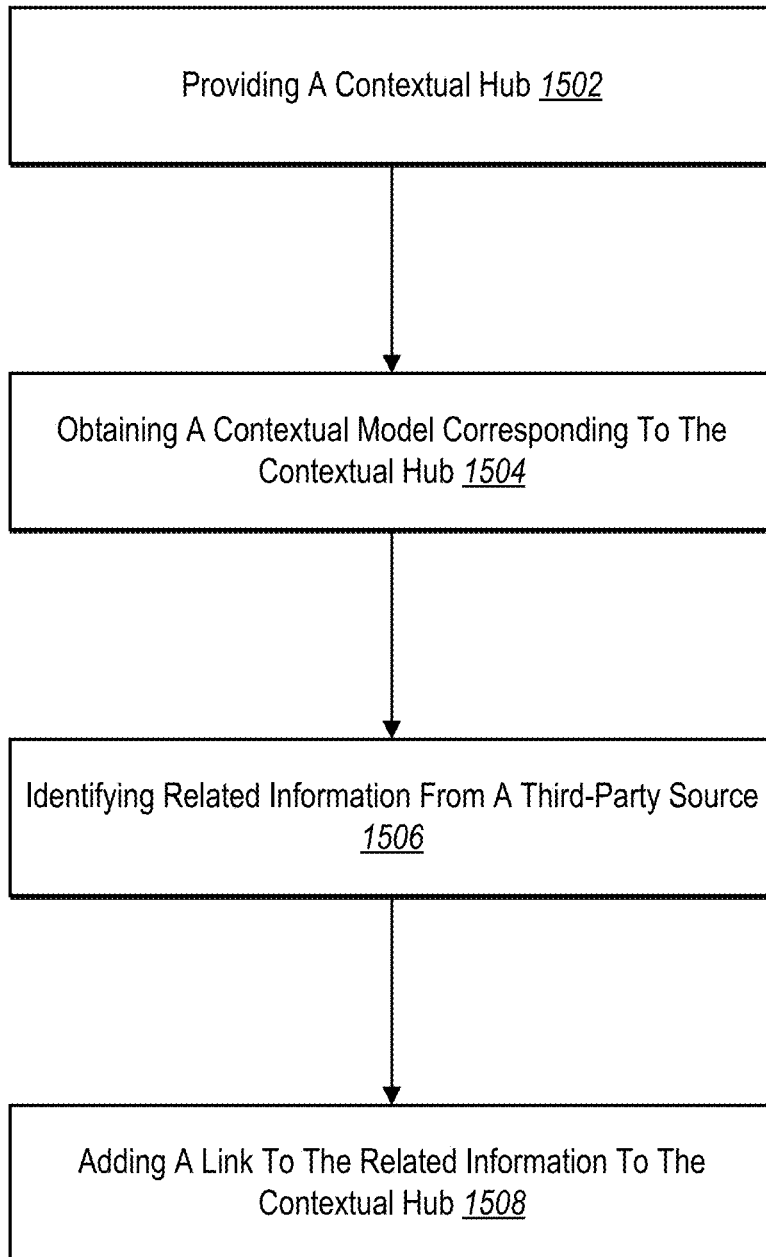 Providing A Contextual Hub 1502
Obtaining A Contextual Model Corresponding To The
Contextual Hub 1504
Identifying Related Information From A Third-Party Source
1506
Adding A Link To The Related Information To The
Contextual Hub 1508